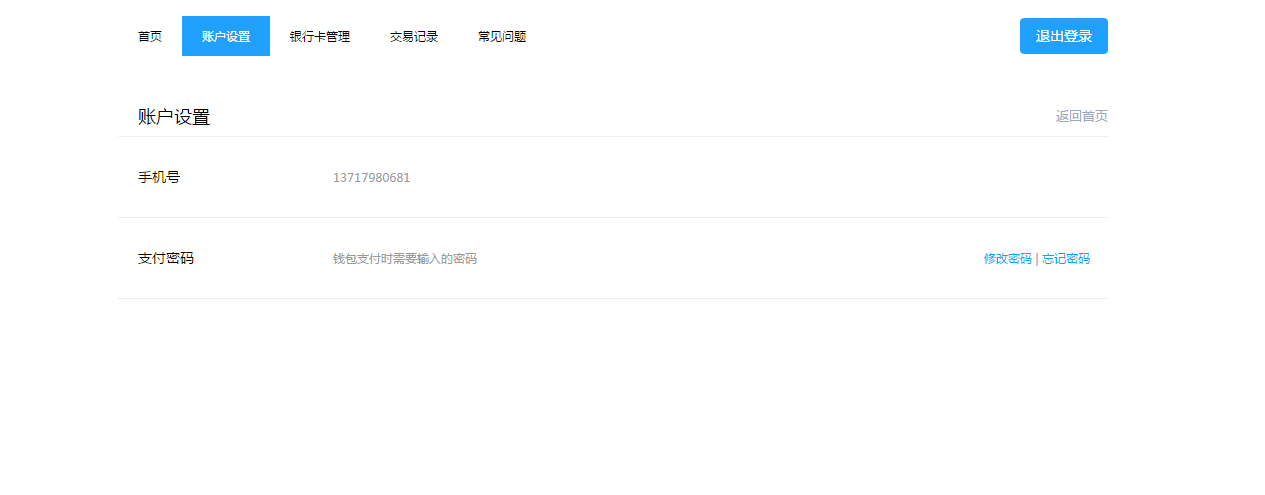 首页 账户设置 银行卡管理 交易记录 常见问题 退出登录
账户设置 返回首页
手机号 13717980681
支付密码 钱包支付时需要输入的密码 修改密码 | 忘记密码